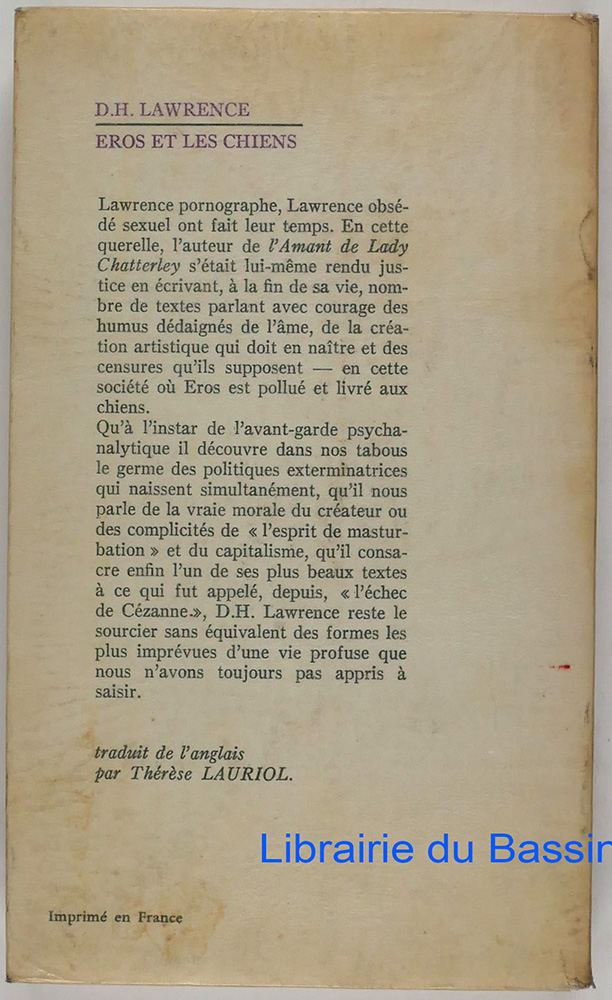 D.H. LAWRENCE
EROS ET LES CHIENS
Lawrence pornographe, Lawrence obsé-
dé sexuel ont fait leur temps. En cette
querelle, l'auteur de l'Amant de Lady
Chatterley s'était lui-même rendu jus-
tice en écrivant, à la fin de sa vie, nom-
bre de textes parlant avec courage des
humus dédaignés de l'âme, de la créa-
tion artistique qui doit en naître et des
censures qu'ils supposent — en cette
société où Eros est pollué et livré aux
chiens.
Qu'à l'instar de l'avant-garde psycha-
nalytique il découvre dans nos tabous
le germe des politiques exterminatrices
qui naissent simultanément, qu'il nous
parle de la vraie morale du créateur ou
des complicités de « l'esprit de mastur-
bation » et du capitalisme, qu'il consa-
cre enfin l'un de ses plus beaux textes
à ce qui fut appelé, depuis, « l'échec
de Cézanne.», D.H. Lawrence reste le
sourcier sans équivalent des formes les
plus imprévues d'une vie profuse que
nous n'avons toujours pas appris à
saisir.
traduit de l'anglais
par Thérèse LAURIOL.
Librairie du Bassin
Imprimé en France